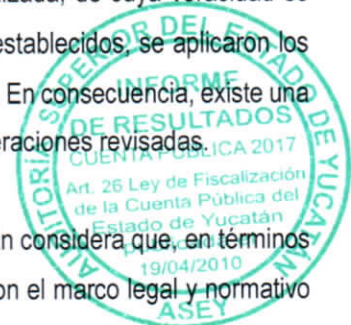 lizada, de cuya veracidad se
establecidos, se aplicaron los
En consecuencia, existe una
eraciones revisadas.
án considera que, en términos
on el marco legal y normativo
AUDITORÍA SUPERIOR DEL ESTADO DE YUCATÁN
INFORME
DE RESULTADOS
CUENTA PÚBLICA 2017
Art. 26 Ley de Fiscalización
de la Cuenta Pública del
Estado de Yucatán
19/04/2010
ASEY